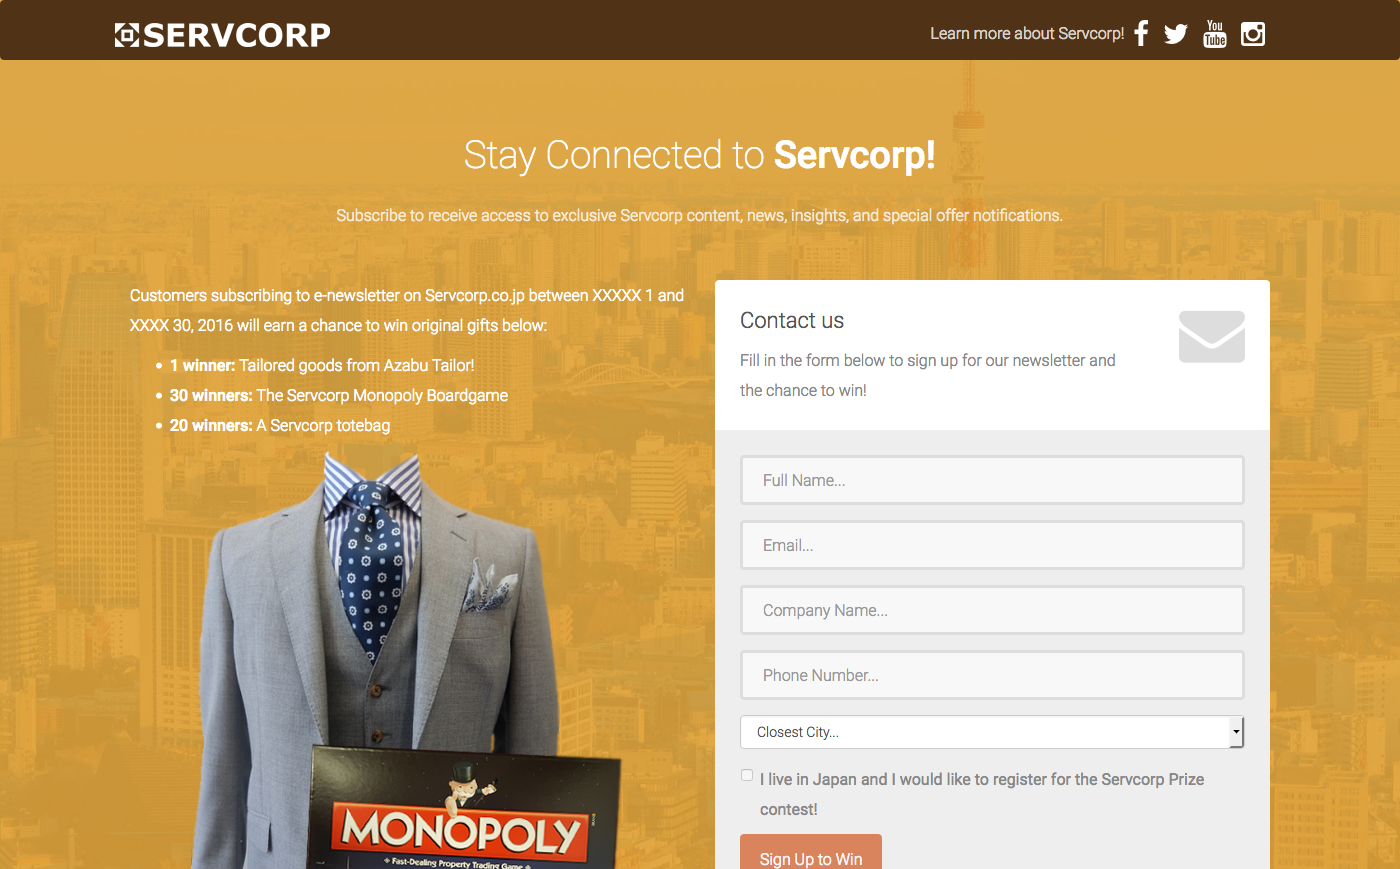 SERVCORP
Learn more about Servcorp!
You
Tube
Stay Connected to Servcorp!
Subscribe to receive access to exclusive Servcorp content, news, insights, and special offer notifications.
Customers subscribing to e-newsletter on Servcorp.co.jp between XXXXX 1 and
XXXX 30, 2016 will earn a chance to win original gifts below:
• 1 winner: Tailored goods from Azabu Tailor!
• 30 winners: The Servcorp Monopoly Boardgame
• 20 winners: A Servcorp totebag
MONOPOLY
Fast-Dealing Property Trading Game
Contact us
Fill in the form below to sign up for our newsletter and
the chance to win!
Full Name...
Email...
Company Name...
Phone Number...
Closest City...
I live in Japan and I would like to register for the Servcorp Prize
contest!
Sign Up to Win